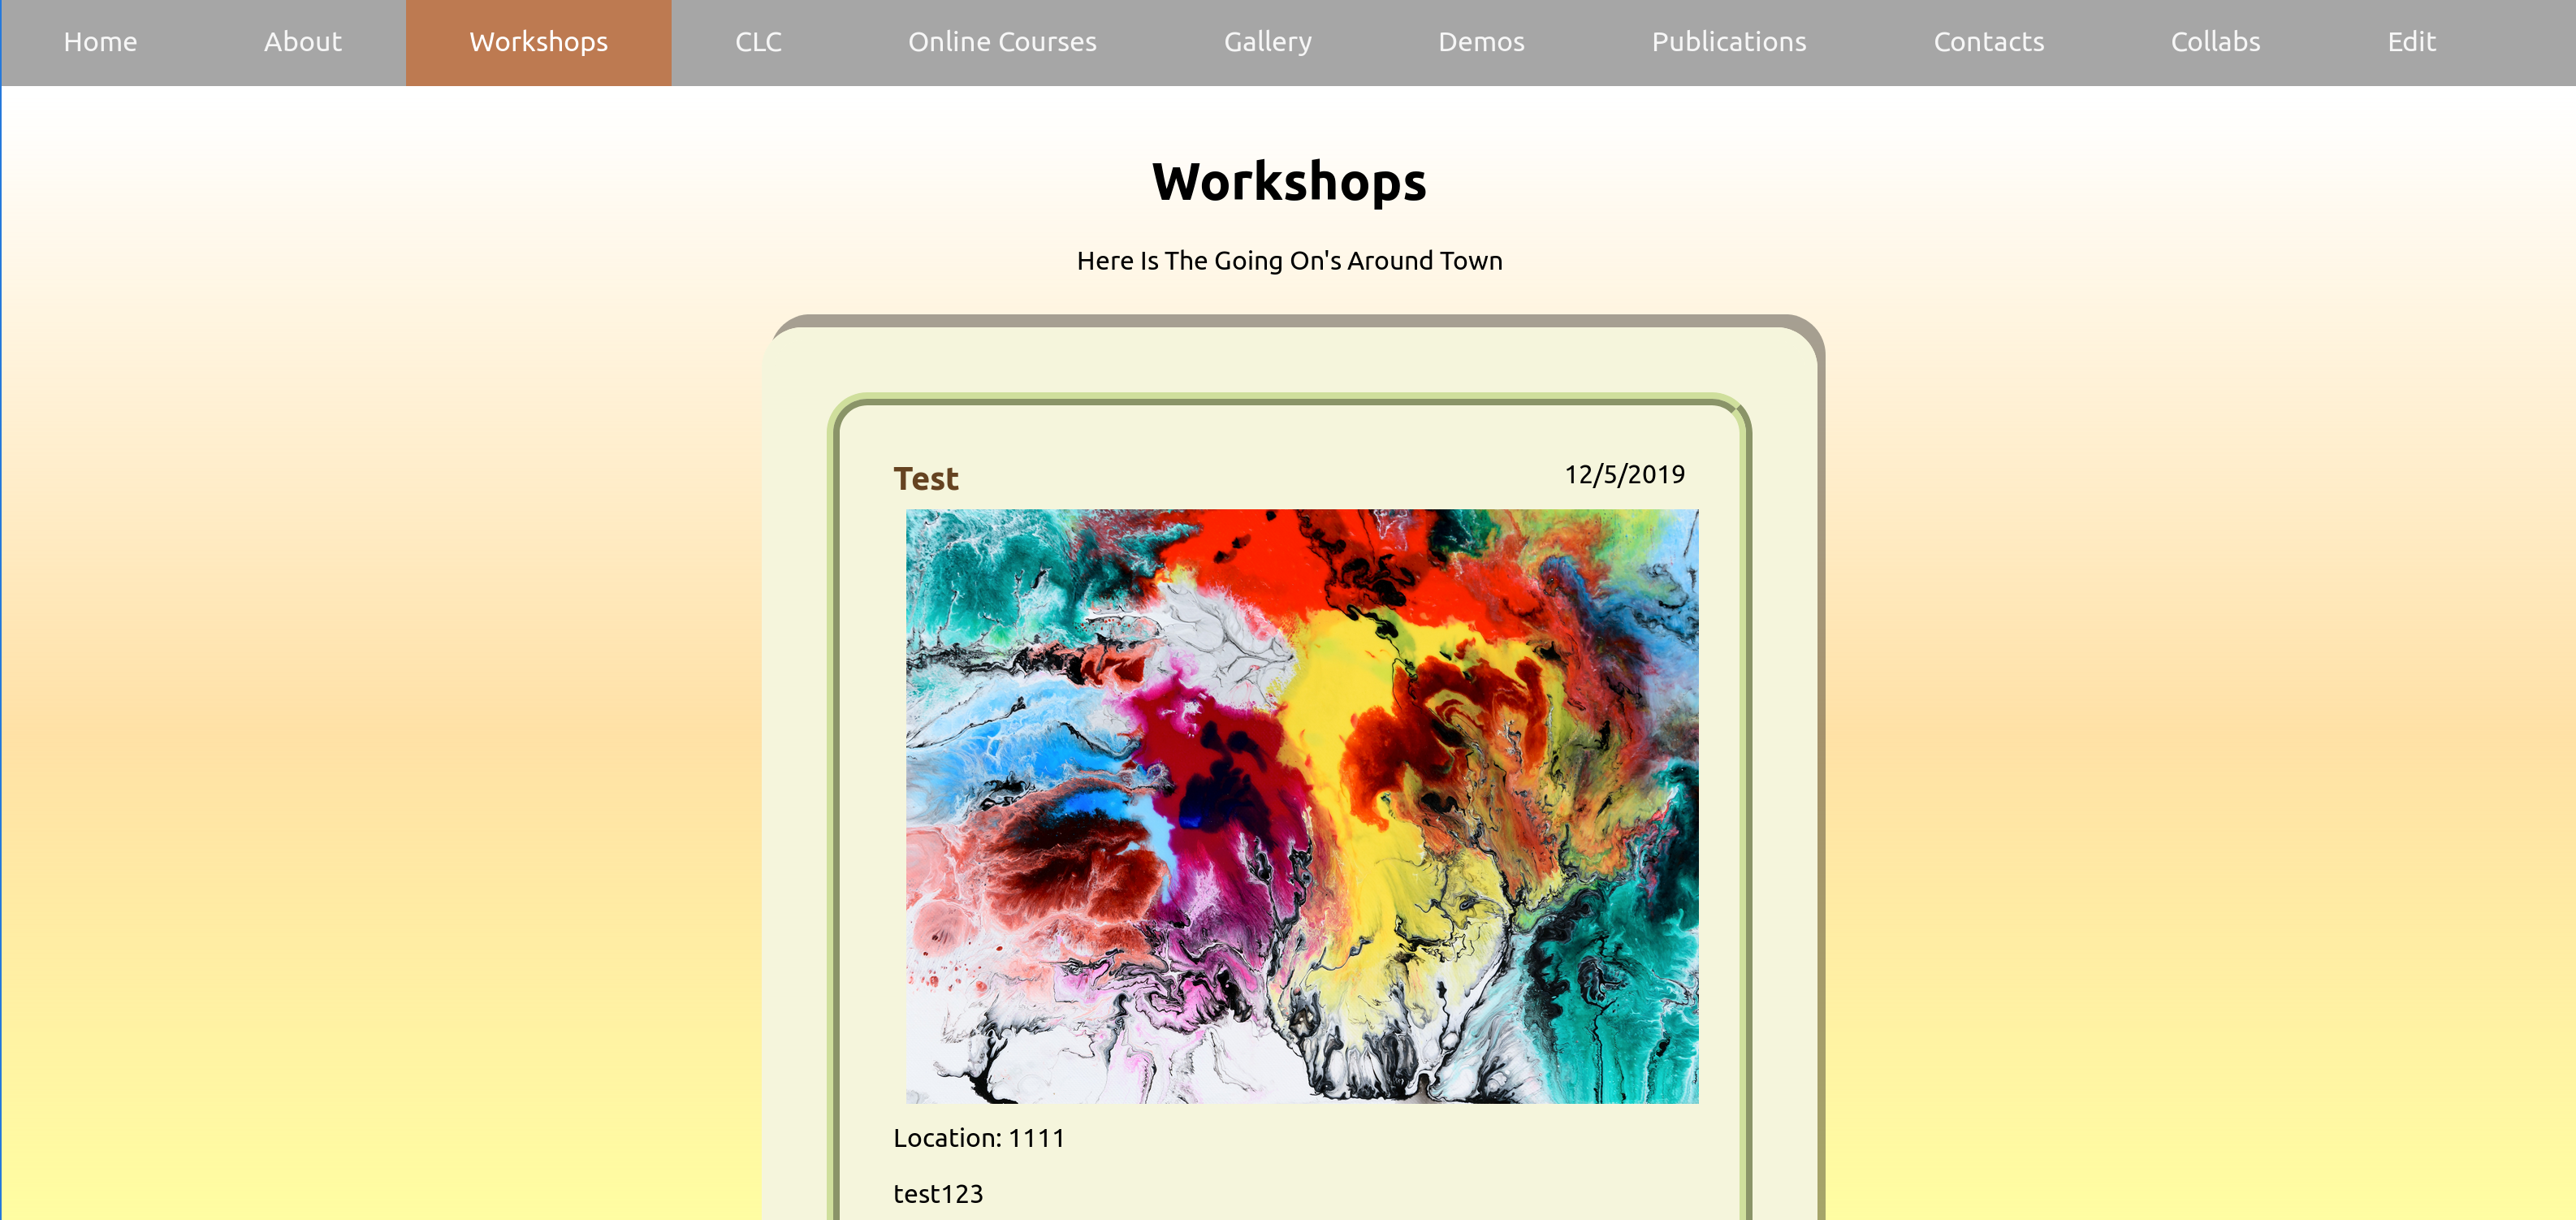 Home About Workshops CLC Online Courses Gallery Demos Publications Contacts Collabs Edit
Workshops
Here Is The Going On's Around Town
Test 12/5/2019
Location: 1111
test123